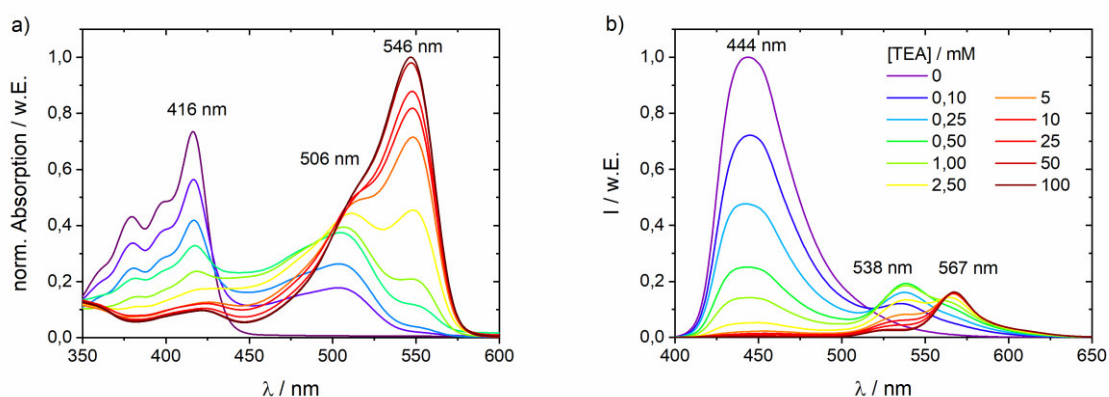 a)
norm. Absorption / w.E.
1,0
0,8
0,6
0,4
0,2
0,0
416 nm
506 nm
546 nm
350 400 450 500 550 600
λ / nm
b)
I / w.E.
1,0
0,8
0,6
0,4
0,2
0,0
444 nm
538 nm 567 nm
[TEA] / mM
0
0,10 5
0,25 10
0,50 25
1,00 50
2,50 100
400 450 500 550 600 650
λ / nm